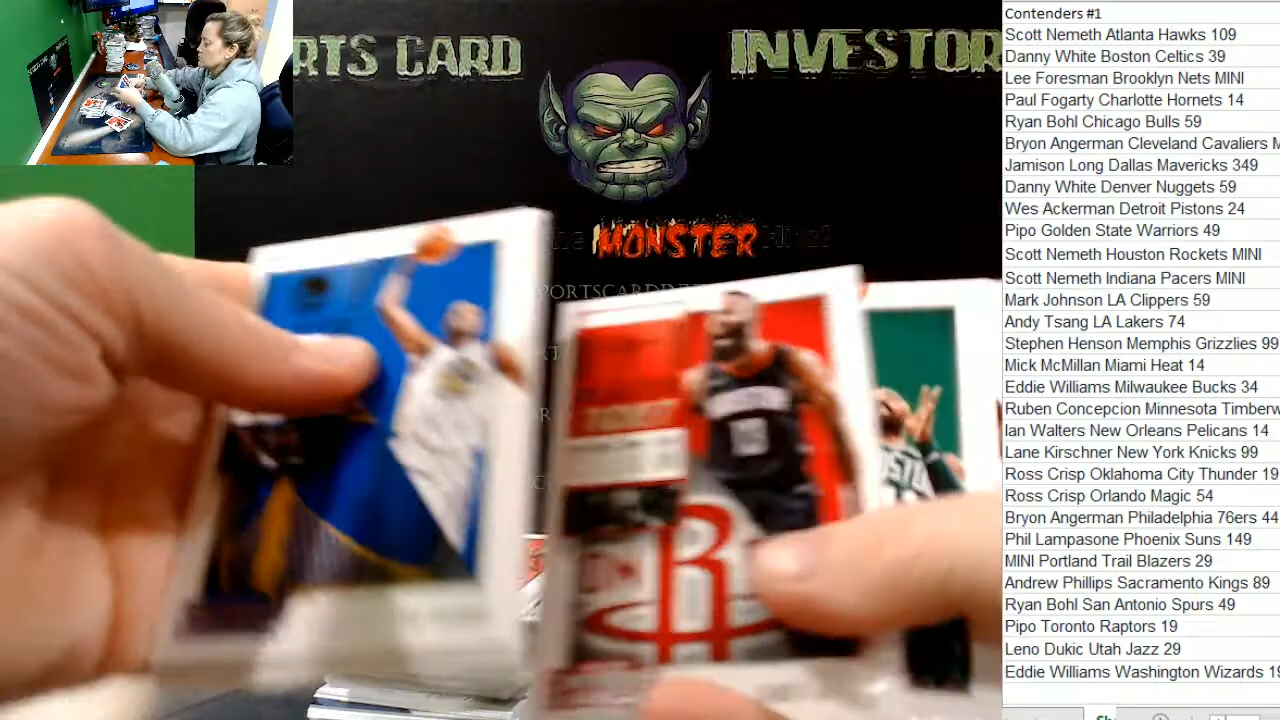 RTS CARD INVESTOR
MONSTER
PORTSCARD
13
Contenders #1
Scott Nemeth Atlanta Hawks 109
Danny White Boston Celtics 39
Lee Foresman Brooklyn Nets MINI
Paul Fogarty Charlotte Hornets 14
Ryan Bohl Chicago Bulls 59
Bryon Angerman Cleveland Cavaliers M
Jamison Long Dallas Mavericks 349
Danny White Denver Nuggets 59
Wes Ackerman Detroit Pistons 24
Pipo Golden State Warriors 49
Scott Nemeth Houston Rockets MINI
Scott Nemeth Indiana Pacers MINI
Mark Johnson LA Clippers 59
Andy Tsang LA Lakers 74
Stephen Henson Memphis Grizzlies 99
Mick McMillan Miami Heat 14
Eddie Williams Milwaukee Bucks 34
Ruben Concepcion Minnesota Timberw
Ian Walters New Orleans Pelicans 14
Lane Kirschner New York Knicks 99
Ross Crisp Oklahoma City Thunder 19
Ross Crisp Orlando Magic 54
Bryon Angerman Philadelphia 76ers 44
Phil Lampasone Phoenix Suns 149
MINI Portland Trail Blazers 29
Andrew Phillips Sacramento Kings 89
Ryan Bohl San Antonio Spurs 49
Pipo Toronto Raptors 19
Leno Dukic Utah Jazz 29
Eddie Williams Washington Wizards 19